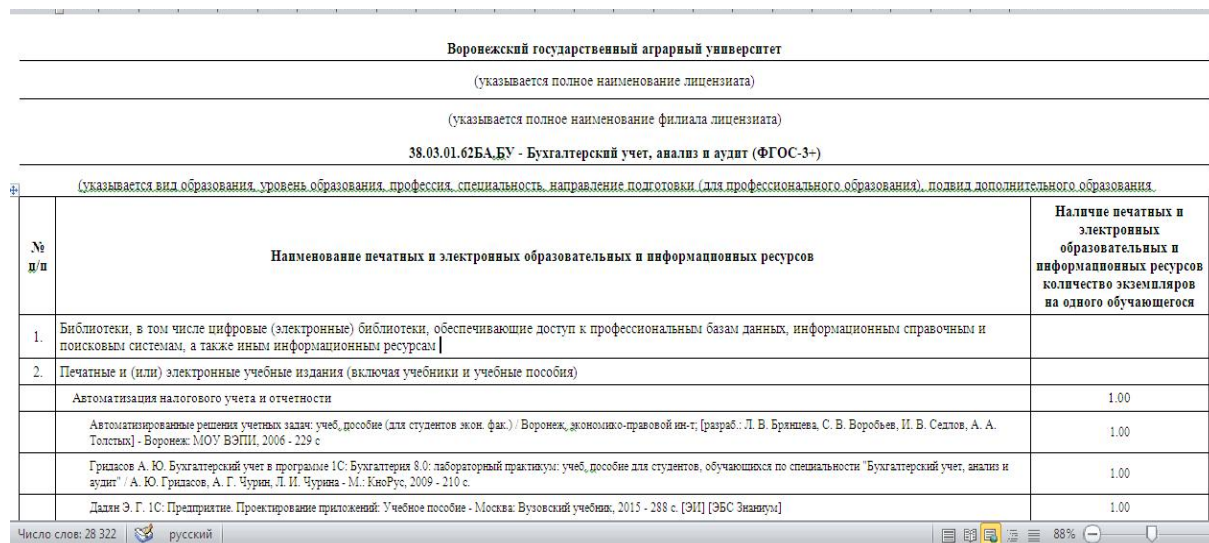 Воронежский государственный аграрный университет
(указывается полное наименование лицензиата)
(указывается полное наименование филиала лицензиата)
38.03.01.62БА,БУ - Бухгалтерский учет, анализ и аудит (ФГОС-3+)
(указывается вид образования, уровень образования, профессия, специальность, направление подготовки (для профессионального образования), подвид дополнительного образования
№
п/п
Наименование печатных и электронных образовательных и информационных ресурсов
Наличие печатных и
электронных
образовательных и
информационных ресурсов
количество экземпляров
на одного обучающегося
1.
Библиотеки, в том числе цифровые (электронные) библиотеки, обеспечивающие доступ к профессиональным базам данных, информационным справочным и
поисковым системам, а также иным информационным ресурсам
2. Печатные и (или) электронные учебные издания (включая учебники и учебные пособия)
Автоматизация налогового учета и отчетности 1.00
Автоматизированные решения учетных задач: учеб. пособие (для студентов экон. фак.) / Воронеж. экономико-правовой ин-т; [разраб.: Л. В. Брянцева, С. В. Воробьев, И. В. Седлов, А. А.
Толстых] - Воронеж: МОУ ВЭПИ, 2006 - 229 с
1.00
Гридасов А. Ю. Бухгалтерский учет в программе 1С: Бухгалтерия 8.0: лабораторный практикум: учеб. пособие для студентов, обучающихся по специальности "Бухгалтерский учет, анализ и
аудит" / А. Ю. Гридасов, А. Г. Чурин, Л. И. Чурина - М.: КноРус, 2009 - 210 с.
1.00
Дадян Э. Г. 1С: Предприятие. Проектирование приложений: Учебное пособие - Москва: Вузовский учебник, 2015 - 288 с. [ЭИ] [ЭБС Знаниум] 1.00
Число слов: 28 322 русский 88%